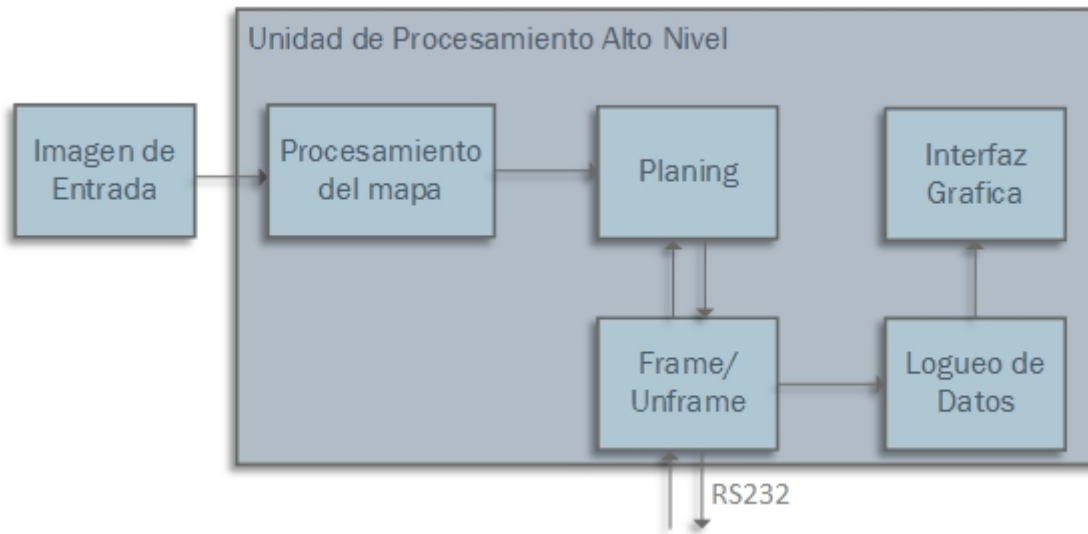 Unidad de Procesamiento Alto Nivel
Imagen de
Entrada
Procesamiento
del mapa
Planing
Interfaz
Grafica
Frame/
Unframe
Logueo de
Datos
RS232